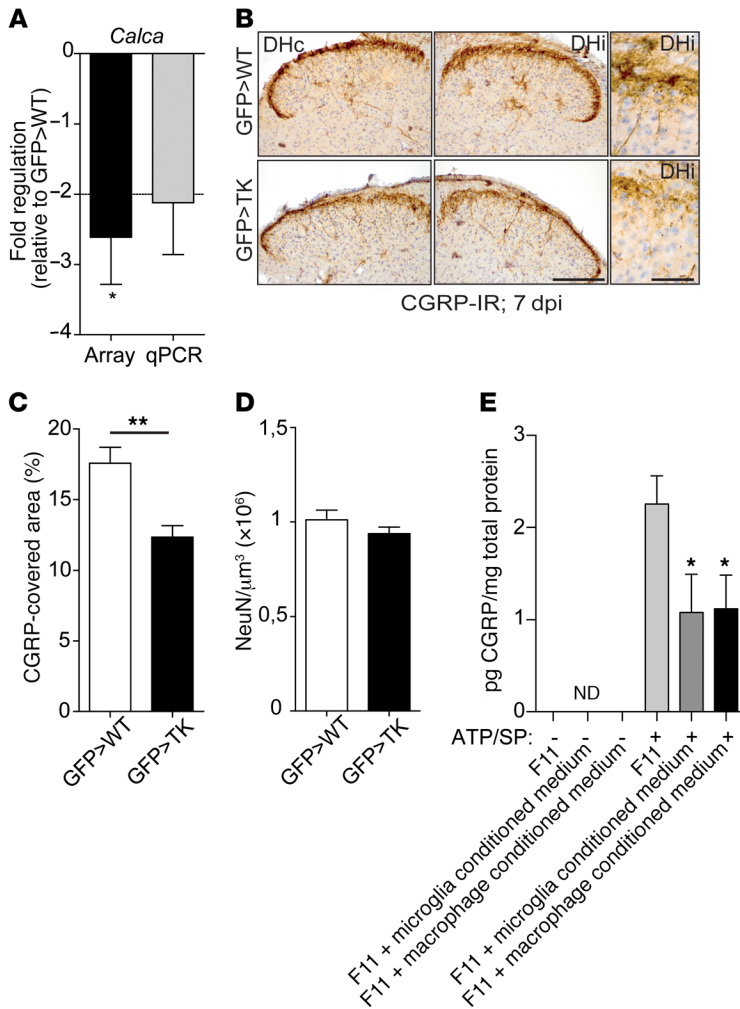 A
Calca
Fold regulation
(relative to GFP>WT)
0
−1
−2
−3
−4
*
Array
qPCR
B
DHc
DHi
DHi
GFP>WT
GFP>TK
DHi
CGRP-IR; 7 dpi
C
CGRP-covered area (%)
20
15
10
5
0
**
GFP>WT
GFP>TK
D
NeuN/μm³ (×10⁶)
1,5
1
0,5
0
GFP>WT
GFP>TK
E
pg CGRP/mg total protein
3
2
1
0
ND
*
*
ATP/SP: - - - + + +
F11
F11 + microglia conditioned medium
F11 + macrophage conditioned medium
F11
F11 + microglia conditioned medium
F11 + macrophage conditioned medium